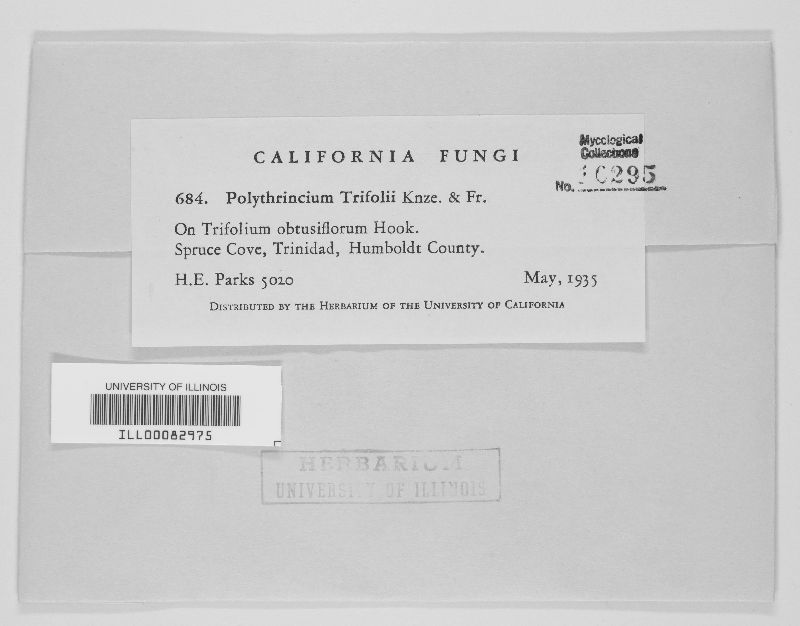 CALIFORNIA FUNGI
Mycological
Collections
No. 10295
684. Polythrincium Trifolii Knze. & Fr.
On Trifolium obtusiflorum Hook.
Spruce Cove, Trinidad, Humboldt County.
H.E. Parks 5020 May, 1935
DISTRIBUTED BY THE HERBARIUM OF THE UNIVERSITY OF CALIFORNIA
UNIVERSITY OF ILLINOIS
ILL00082975
HERBARIUM
UNIVERSITY OF ILLINOIS